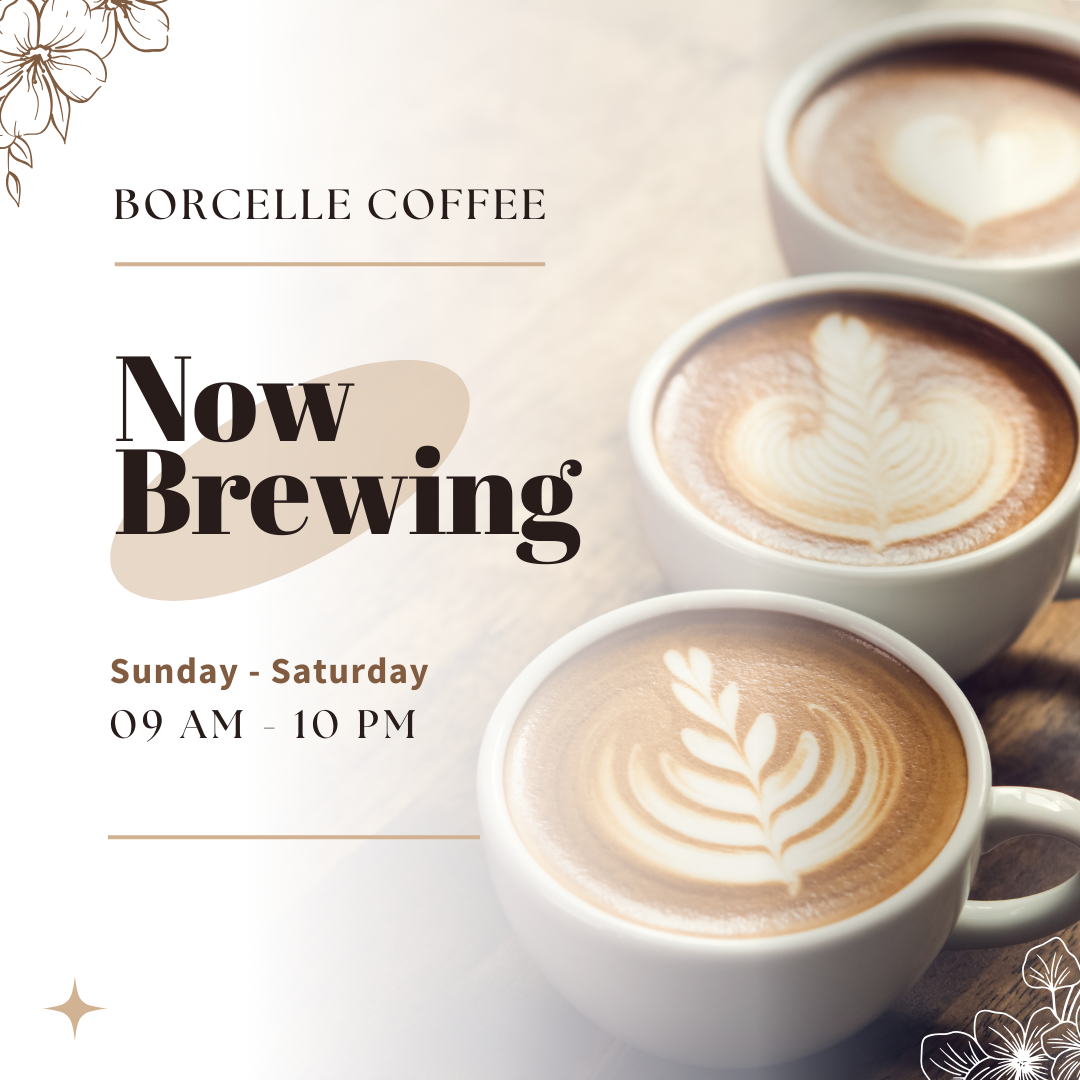 BORCELLE COFFEE
Now
Brewing
Sunday - Saturday
09 AM - 10 PM